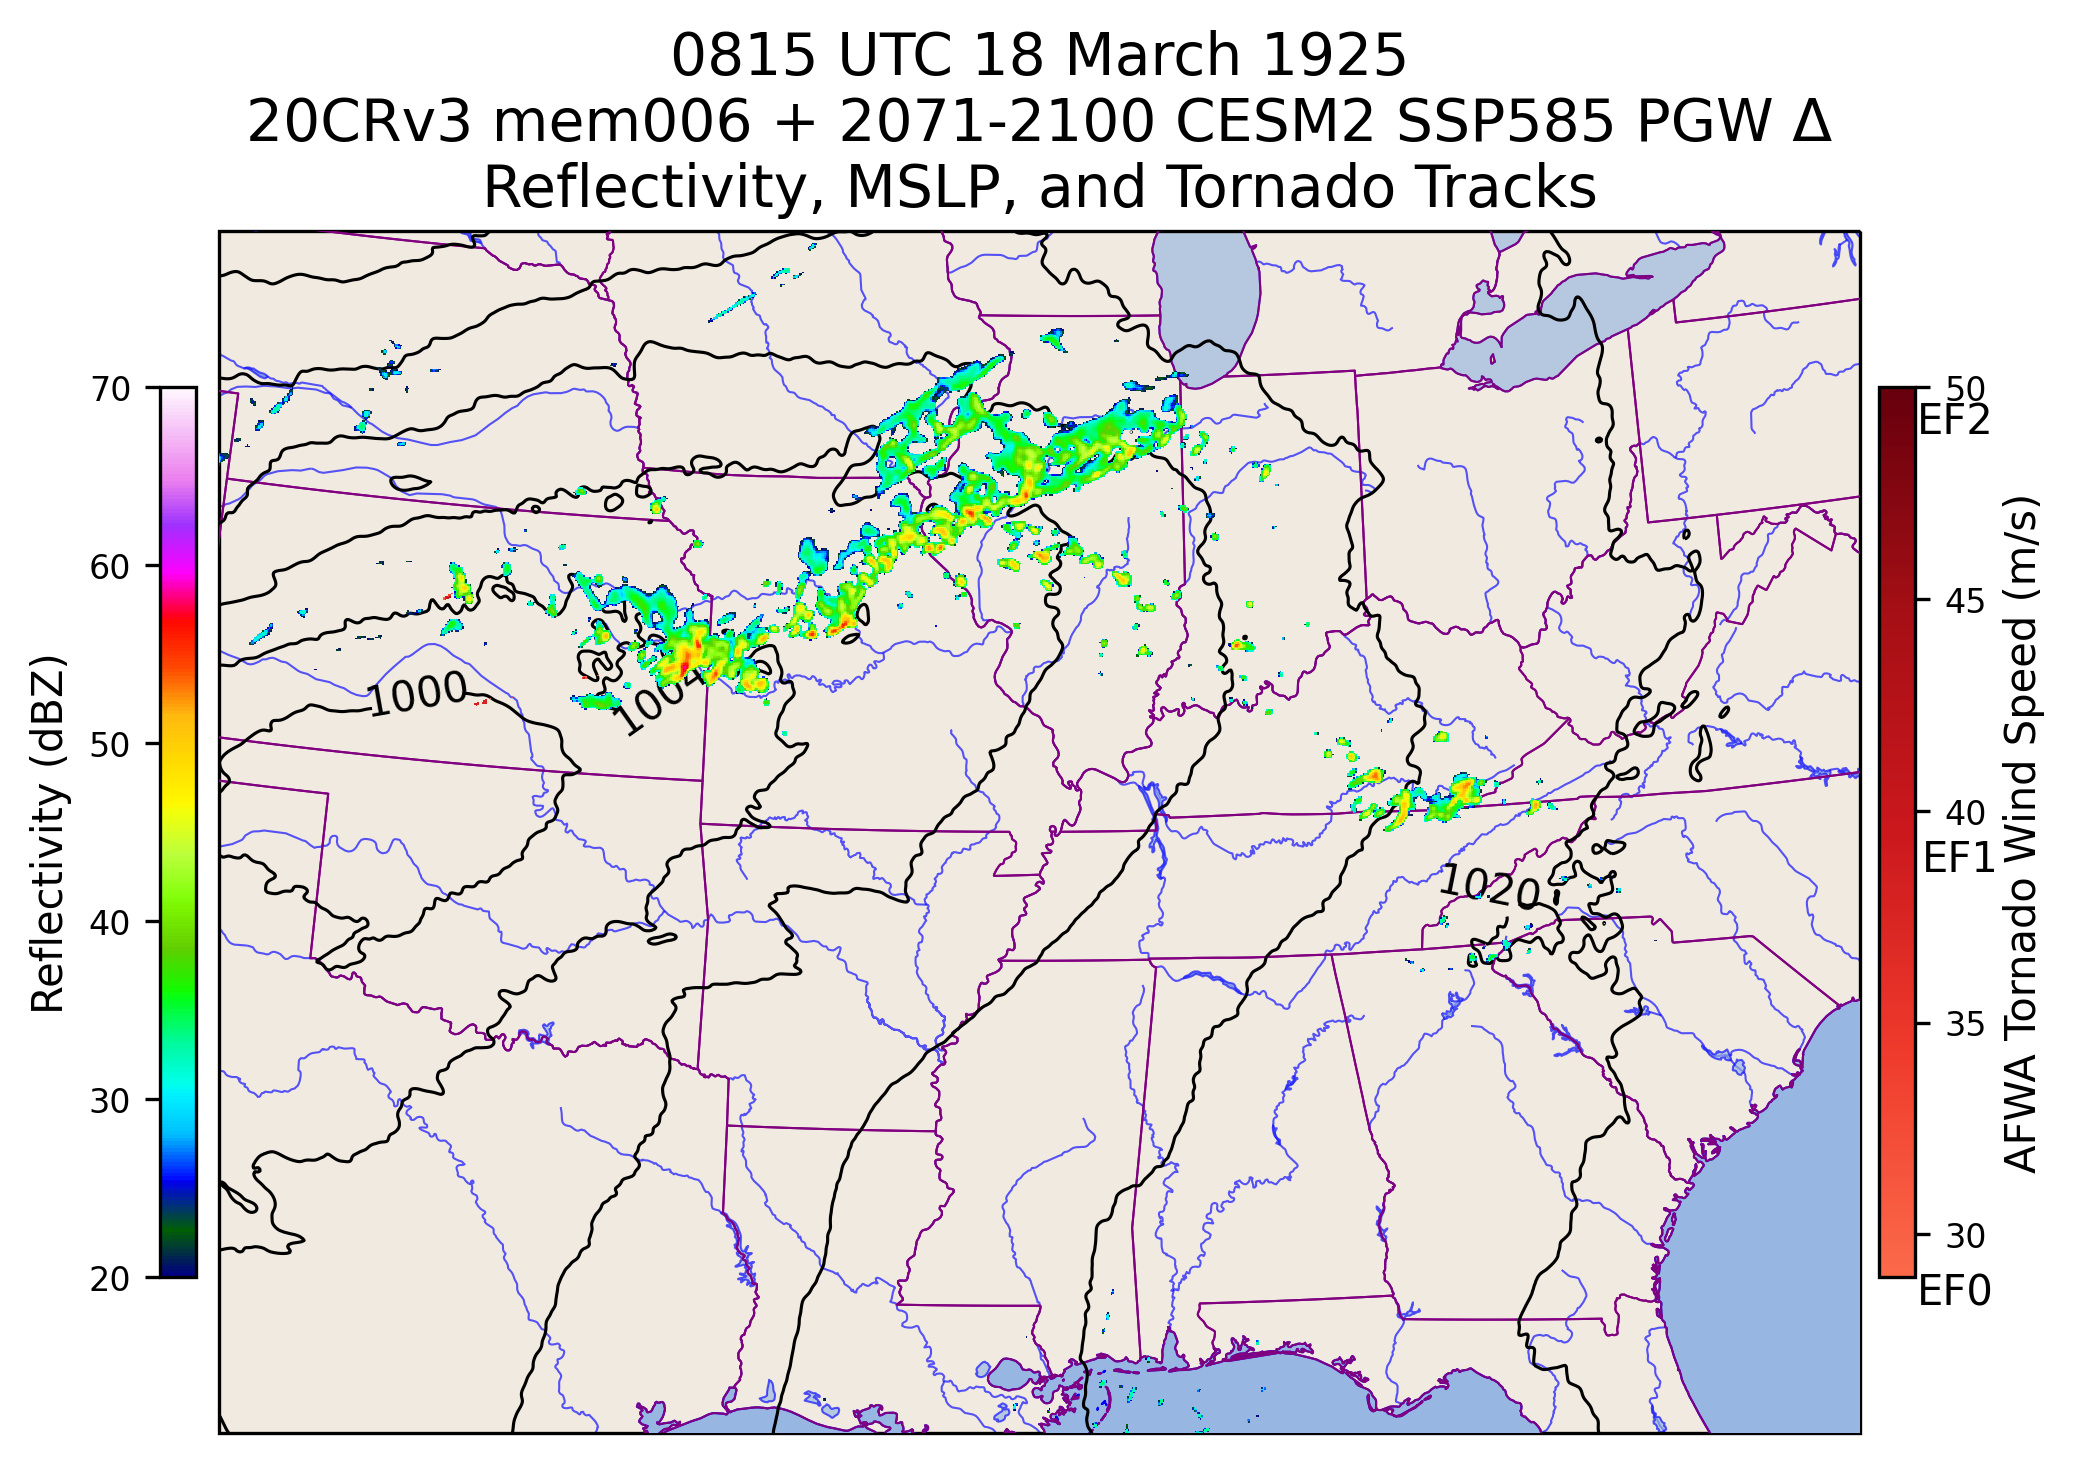 0815 UTC 18 March 1925
20CRv3 mem006 + 2071-2100 CESM2 SSP585 PGW Δ
Reflectivity, MSLP, and Tornado Tracks
70
60
50
40
30
20
Reflectivity (dBZ)
1000
1004
1020
50
EF2
45
40
EF1
35
30
EF0
AFWA Tornado Wind Speed (m/s)